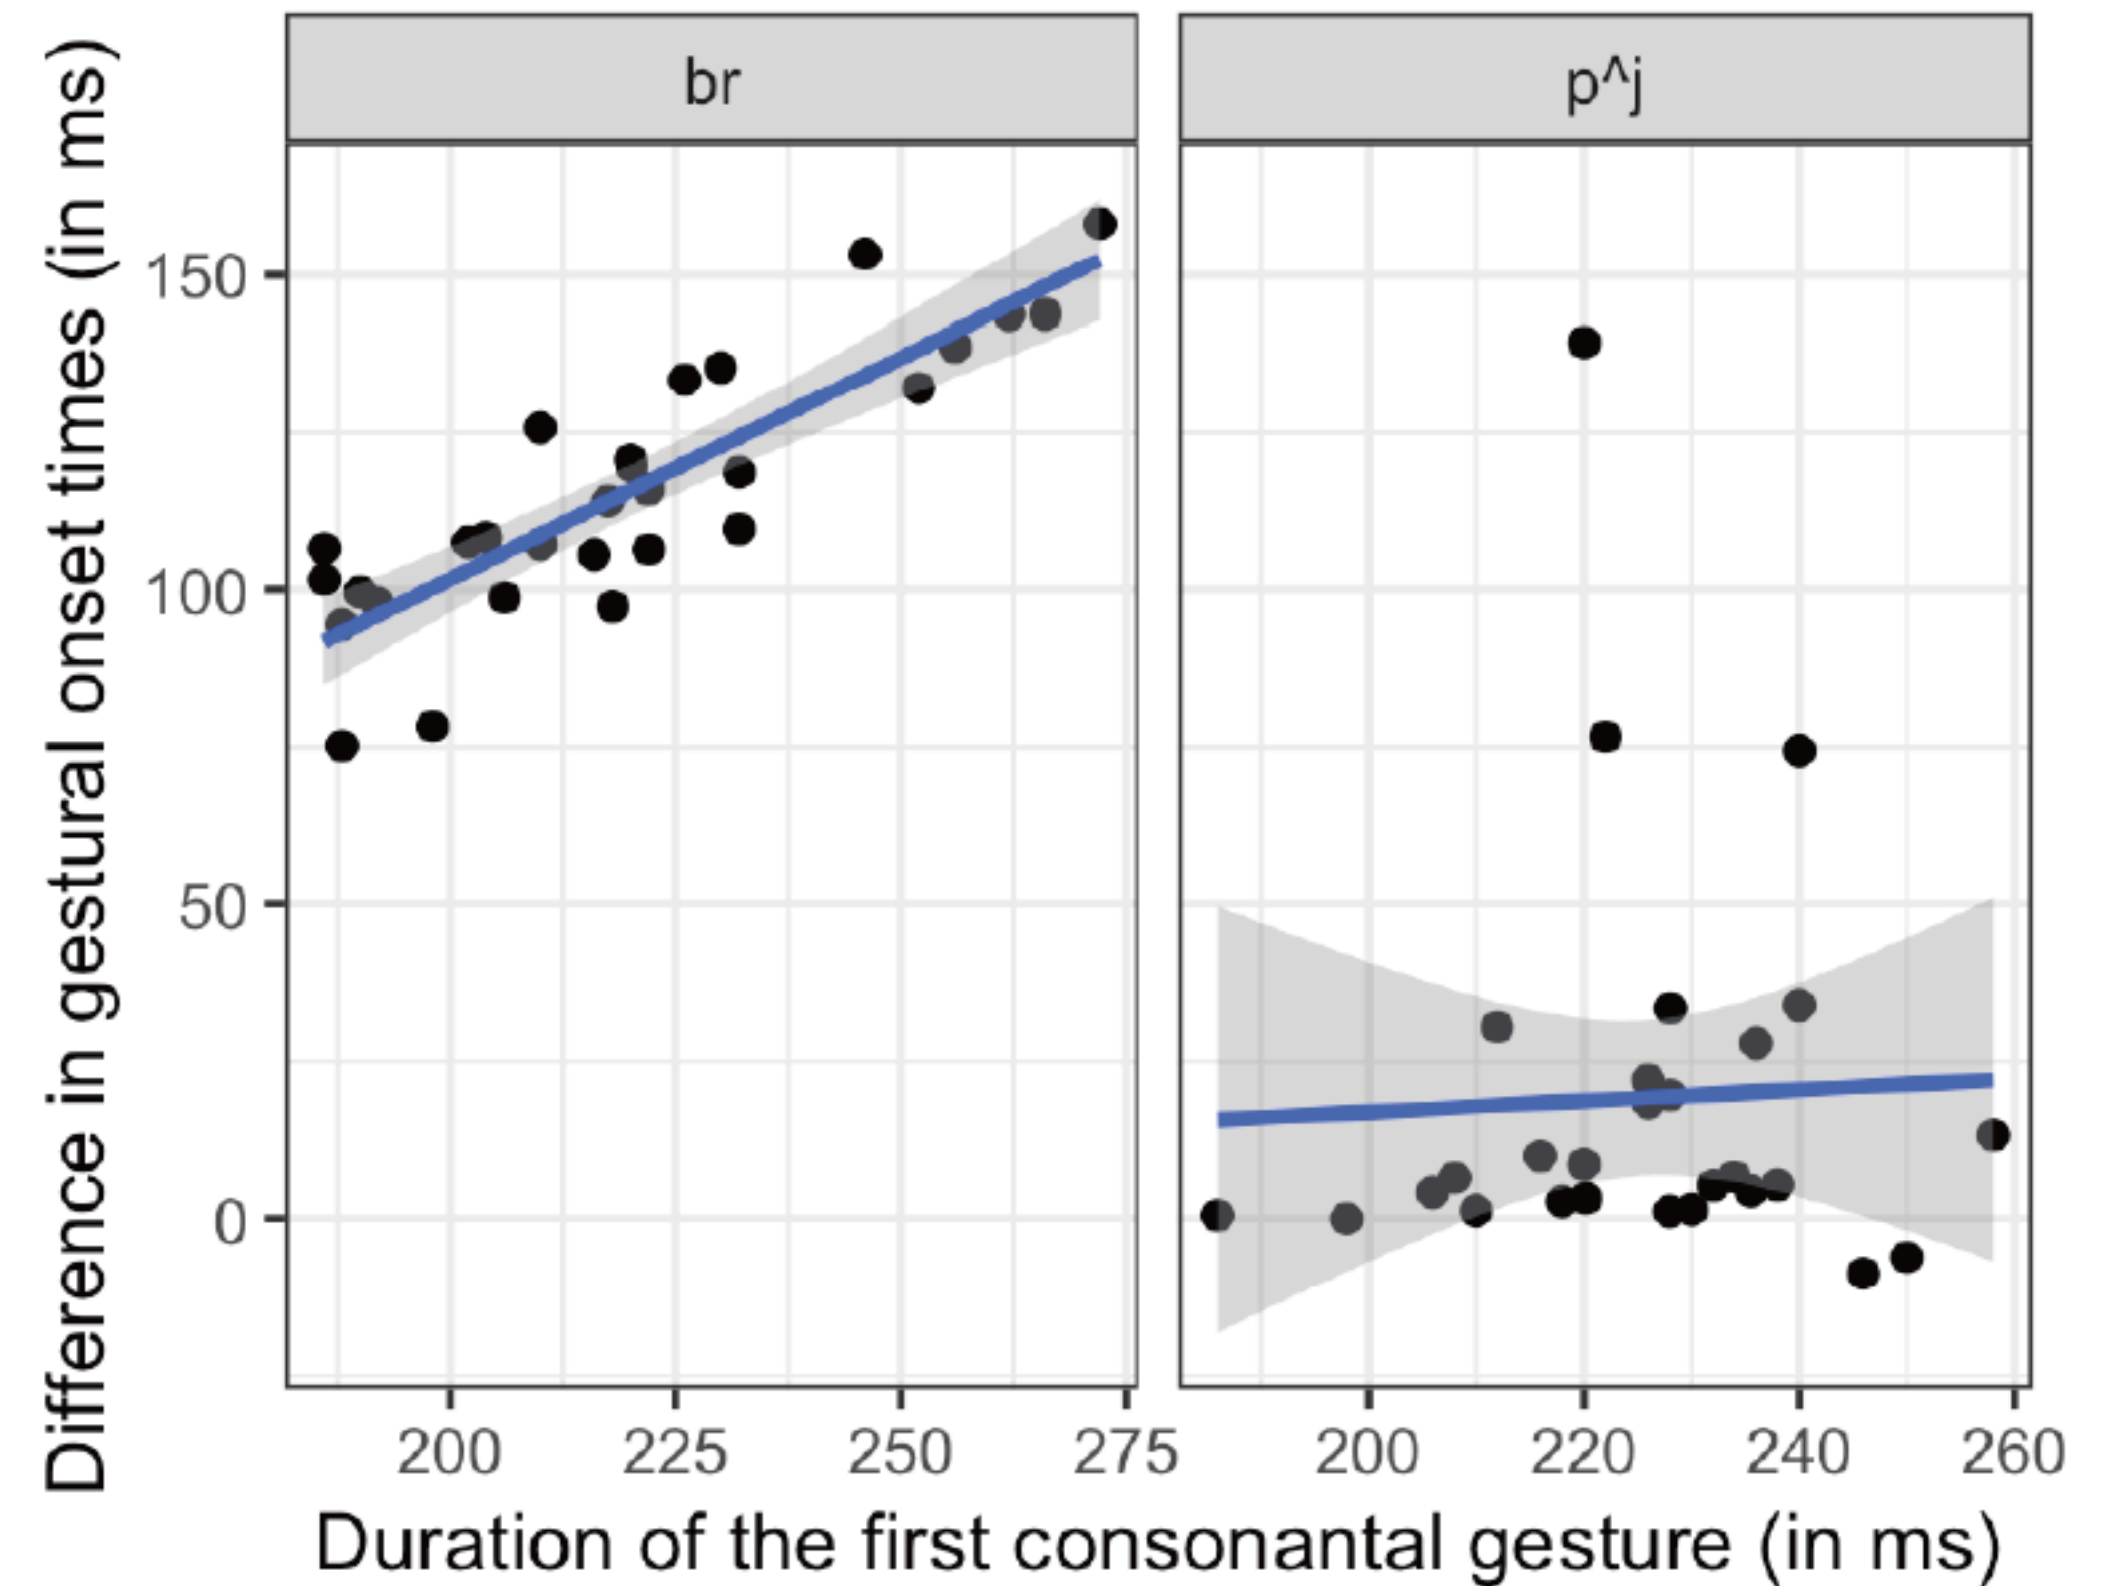 br
p^j
Difference in gestural onset times (in ms)
150
100
50
0
200 225 250 275
200 220 240 260
Duration of the first consonantal gesture (in ms)